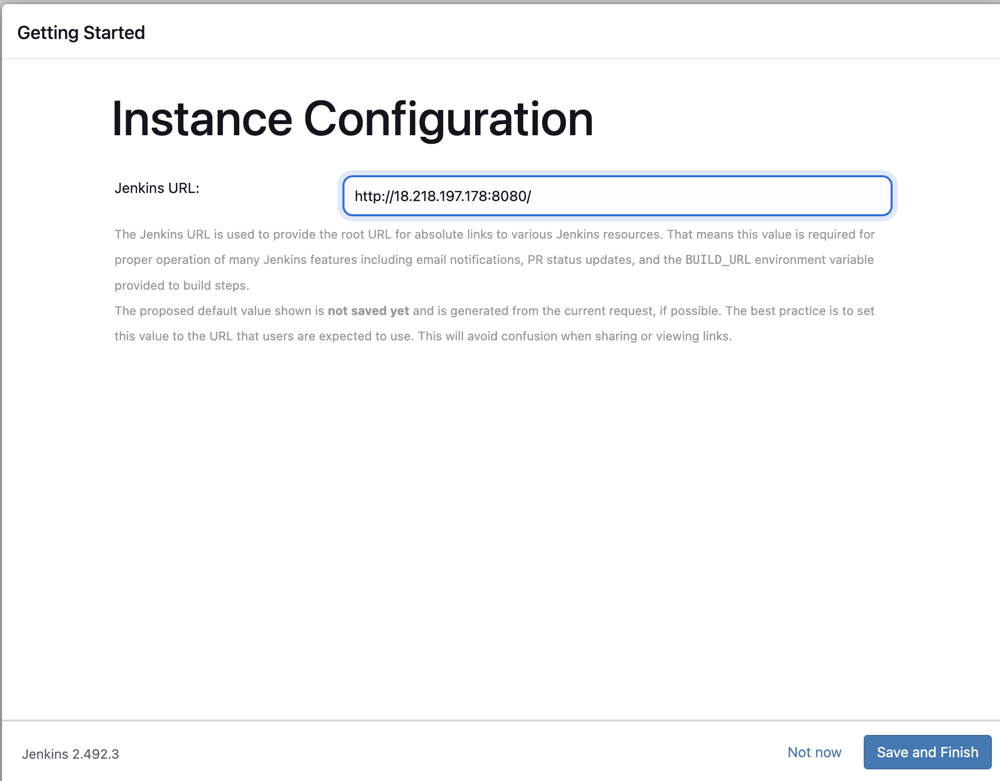 Getting Started
Instance Configuration
Jenkins URL:
http://18.218.197.178:8080/
The Jenkins URL is used to provide the root URL for absolute links to various Jenkins resources. That means this value is required for
proper operation of many Jenkins features including email notifications, PR status updates, and the BUILD_URL environment variable
provided to build steps.
The proposed default value shown is not saved yet and is generated from the current request, if possible. The best practice is to set
this value to the URL that users are expected to use. This will avoid confusion when sharing or viewing links.
Jenkins 2.492.3
Not now
Save and Finish